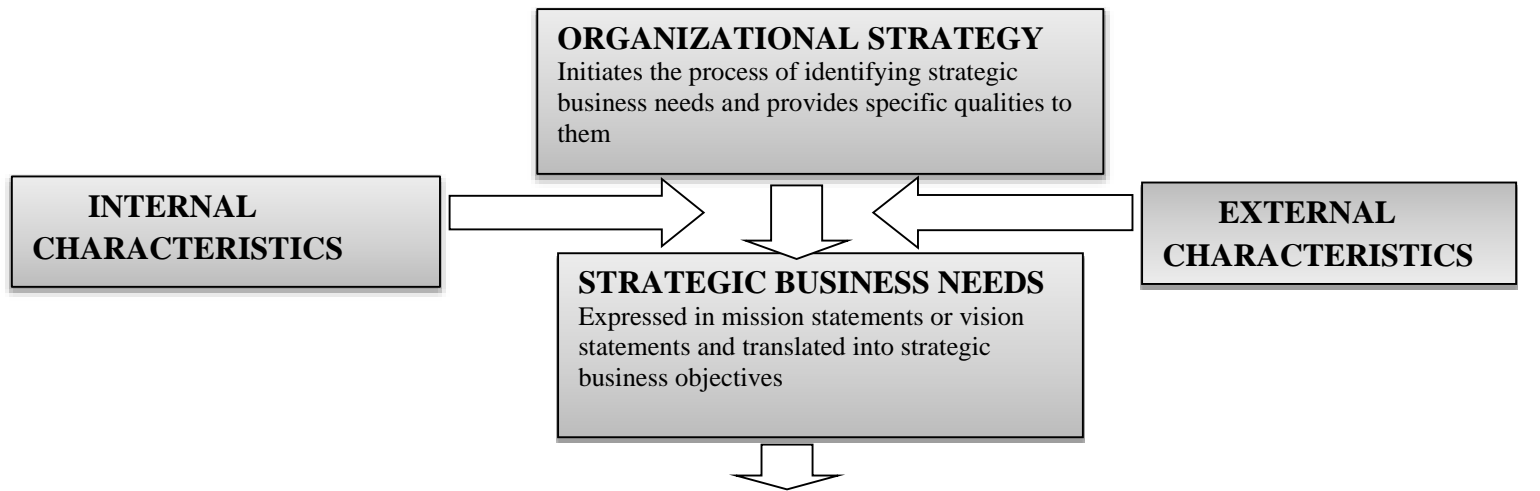 ORGANIZATIONAL STRATEGY
Initiates the process of identifying strategic
business needs and provides specific qualities to
them
INTERNAL
CHARACTERISTICS
EXTERNAL
CHARACTERISTICS
STRATEGIC BUSINESS NEEDS
Expressed in mission statements or vision
statements and translated into strategic
business objectives